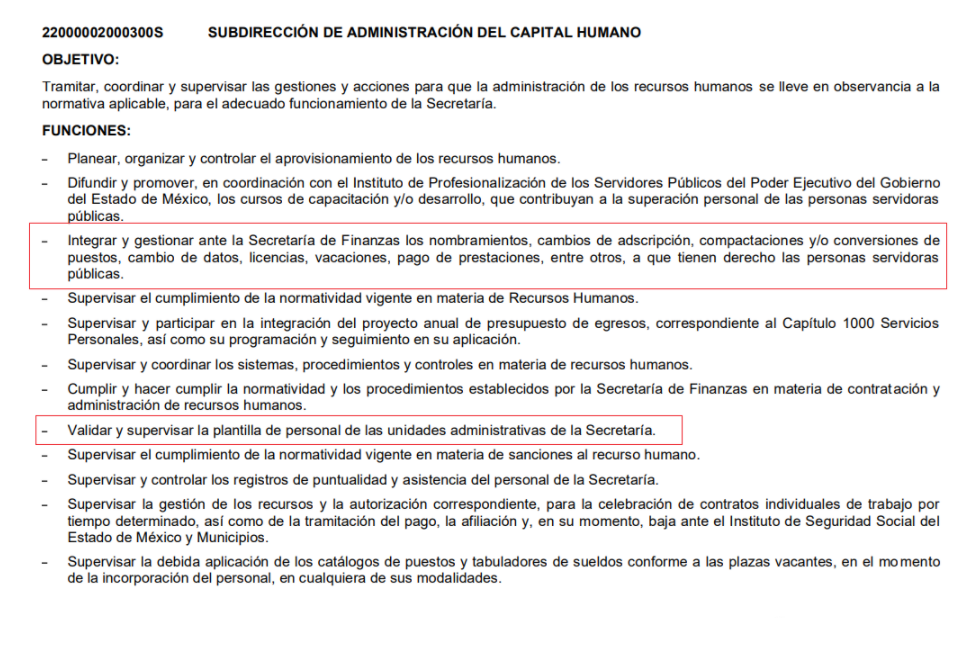 22000002000300S SUBDIRECCIÓN DE ADMINISTRACIÓN DEL CAPITAL HUMANO
OBJETIVO:
Tramitar, coordinar y supervisar las gestiones y acciones para que la administración de los recursos humanos se lleve en observancia a la
normativa aplicable, para el adecuado funcionamiento de la Secretaría.
FUNCIONES:
- Planear, organizar y controlar el aprovisionamiento de los recursos humanos.
- Difundir y promover, en coordinación con el Instituto de Profesionalización de los Servidores Públicos del Poder Ejecutivo del Gobierno
del Estado de México, los cursos de capacitación y/o desarrollo, que contribuyan a la superación personal de las personas servidoras
públicas.
- Integrar y gestionar ante la Secretaría de Finanzas los nombramientos, cambios de adscripción, compactaciones y/o conversiones de
puestos, cambio de datos, licencias, vacaciones, pago de prestaciones, entre otros, a que tienen derecho las personas servidoras
públicas.
- Supervisar el cumplimiento de la normatividad vigente en materia de Recursos Humanos.
- Supervisar y participar en la integración del proyecto anual de presupuesto de egresos, correspondiente al Capítulo 1000 Servicios
Personales, así como su programación y seguimiento en su aplicación.
- Supervisar y coordinar los sistemas, procedimientos y controles en materia de recursos humanos.
- Cumplir y hacer cumplir la normatividad y los procedimientos establecidos por la Secretaría de Finanzas en materia de contratación y
administración de recursos humanos.
- Validar y supervisar la plantilla de personal de las unidades administrativas de la Secretaría.
- Supervisar el cumplimiento de la normatividad vigente en materia de sanciones al recurso humano.
- Supervisar y controlar los registros de puntualidad y asistencia del personal de la Secretaría.
- Supervisar la gestión de los recursos y la autorización correspondiente, para la celebración de contratos individuales de trabajo por
tiempo determinado, así como de la tramitación del pago, la afiliación y, en su momento, baja ante el Instituto de Seguridad Social del
Estado de México y Municipios.
- Supervisar la debida aplicación de los catálogos de puestos y tabuladores de sueldos conforme a las plazas vacantes, en el momento
de la incorporación del personal, en cualquiera de sus modalidades.